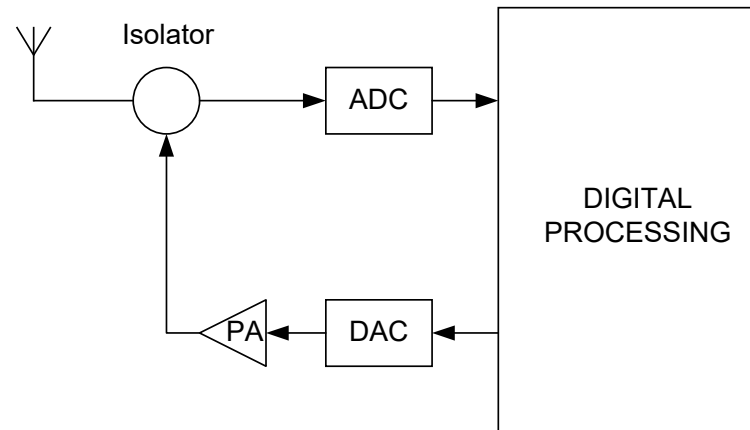 Isolator
ADC
DIGITAL
PROCESSING
PA
DAC